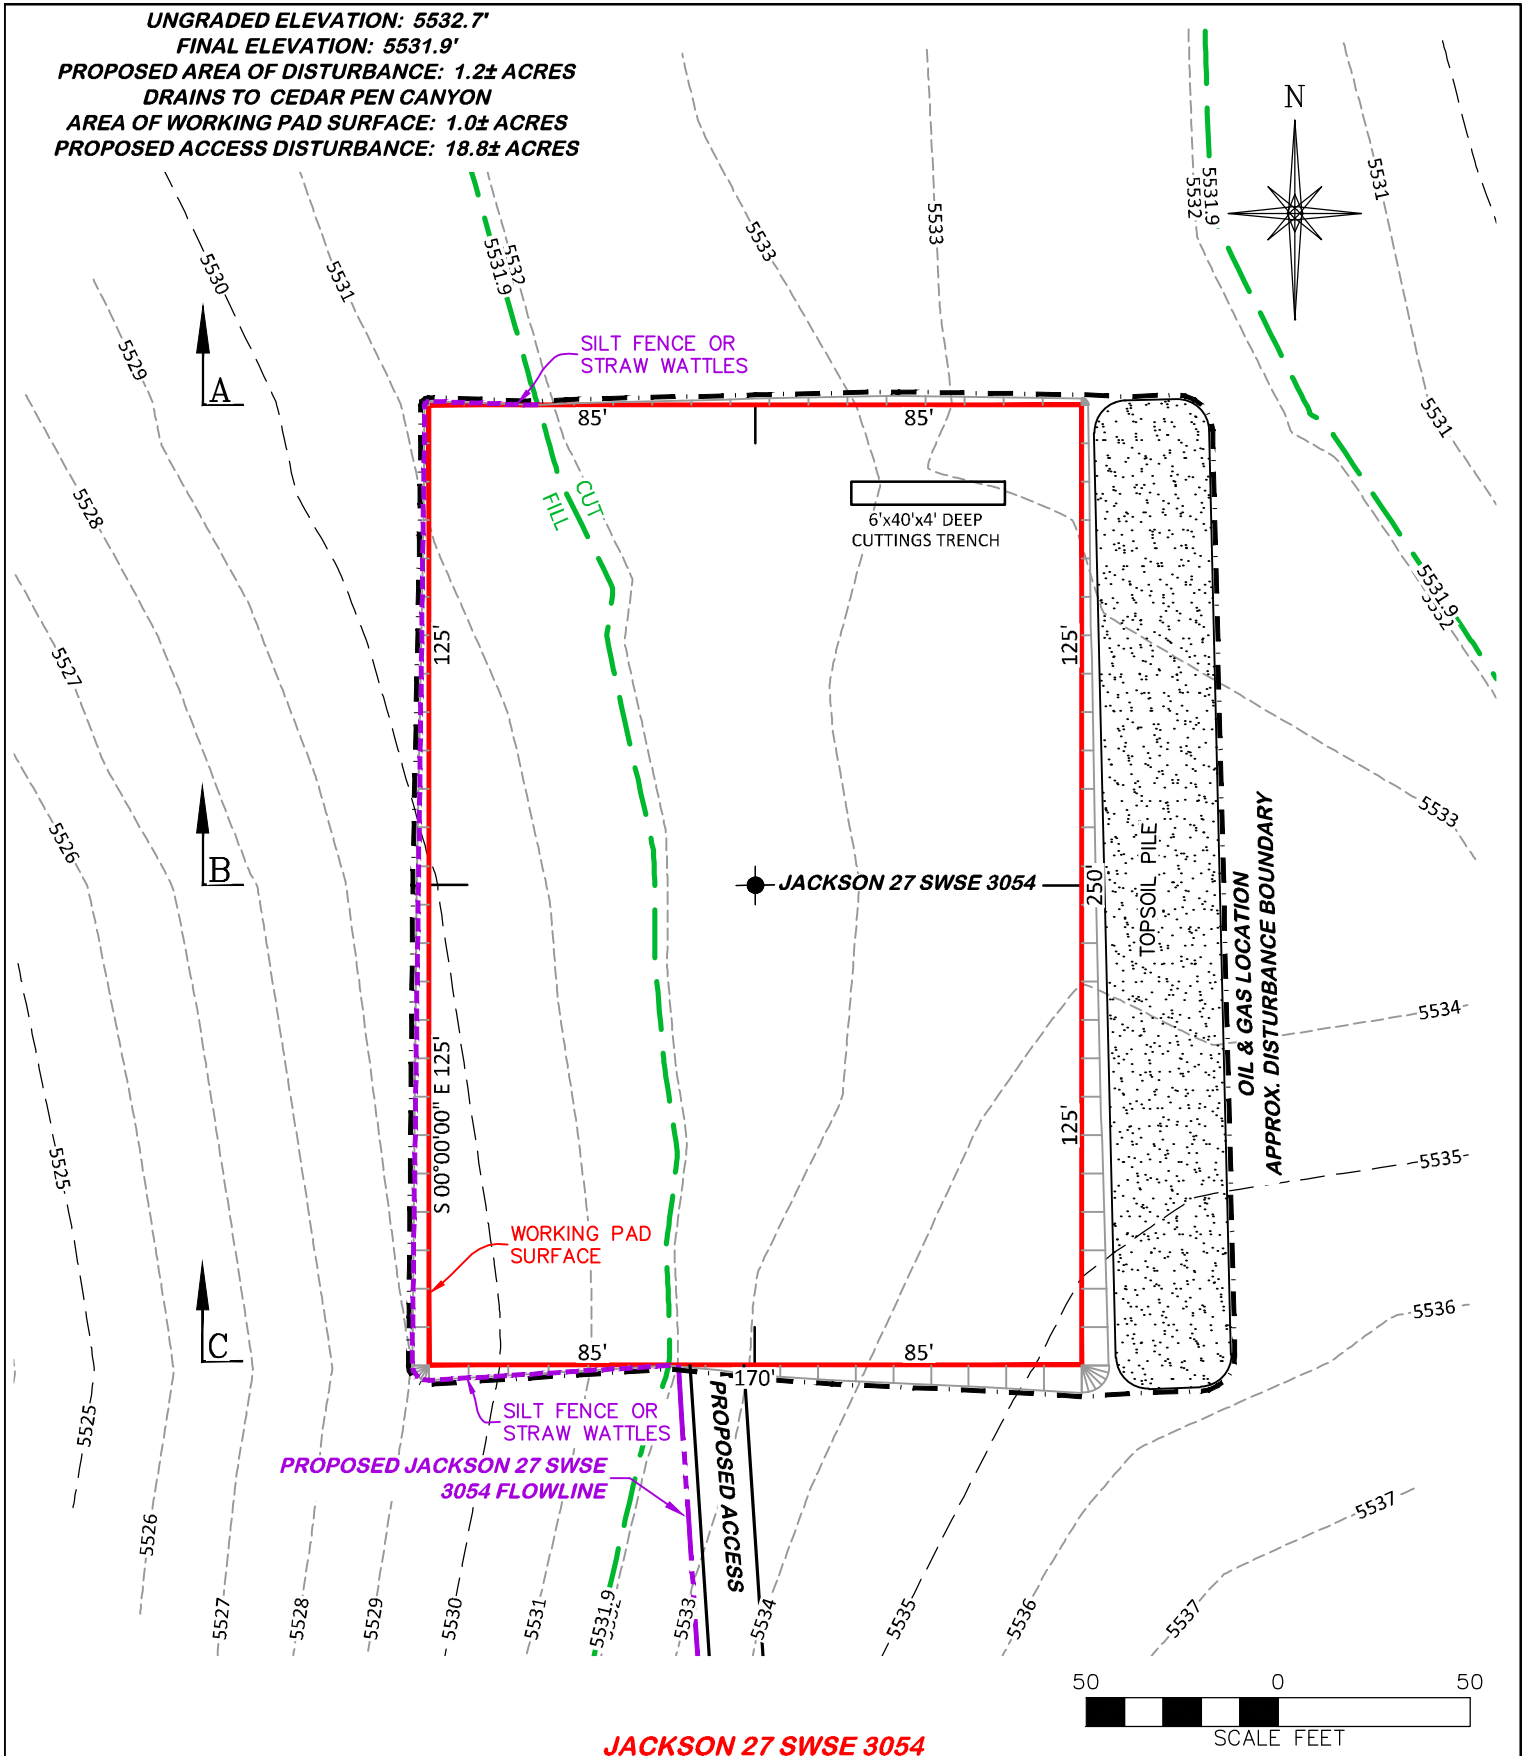 UNGRADED ELEVATION: 5532.7'
FINAL ELEVATION: 5531.9'
PROPOSED AREA OF DISTURBANCE: 1.2± ACRES
DRAINS TO CEDAR PEN CANYON
AREA OF WORKING PAD SURFACE: 1.0± ACRES
PROPOSED ACCESS DISTURBANCE: 18.8± ACRES
N
5531
5531.9
5532
5533
5533
5530
5531
5532
5531.9
5529
A
SILT FENCE OR
STRAW WATTLES
85'
85'
5531
5528
CUT
FILL
6'x40'x4' DEEP
CUTTINGS TRENCH
5531.9
5532
125'
125'
5527
5526
5533
B
JACKSON 27 SWSE 3054
250'
TOPSOIL PILE
OIL & GAS LOCATION
APPROX. DISTURBANCE BOUNDARY
5534
S 00°00'00" E 125'
125'
5525
5535
WORKING PAD
SURFACE
5536
C
85'
85'
170'
SILT FENCE OR
STRAW WATTLES
5525
PROPOSED JACKSON 27 SWSE
3054 FLOWLINE
PROPOSED ACCESS
5537
5526
5527
5528
5529
5530
5531
5531.9
5532
5533
5534
5535
5536
5537
50
0
50
SCALE FEET
JACKSON 27 SWSE 3054